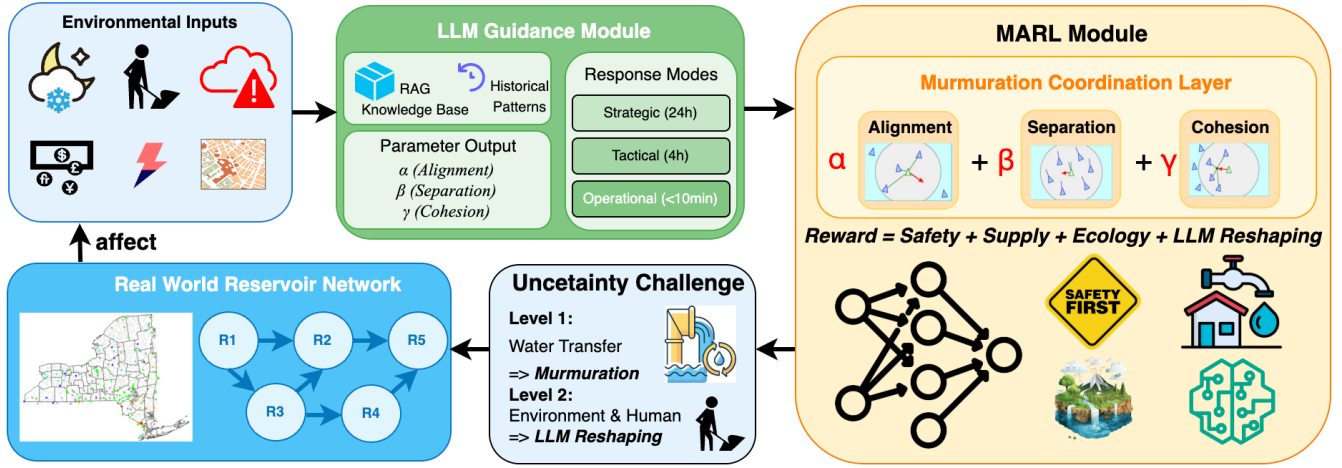 Environmental Inputs
LLM Guidance Module
RAG
Knowledge Base
Historical
Patterns
Parameter Output
α (Alignment)
β (Separation)
γ (Cohesion)
Response Modes
Strategic (24h)
Tactical (4h)
Operational (<10min)
MARL Module
Murmuration Coordination Layer
Alignment
Separation
Cohesion
α + β + γ
Reward = Safety + Supply + Ecology + LLM Reshaping
SAFETY
FIRST
affect
Real World Reservoir Network
R1
R2
R5
R3
R4
Uncetainty Challenge
Level 1:
Water Transfer
=> Murmuration
Level 2:
Environment & Human
=> LLM Reshaping